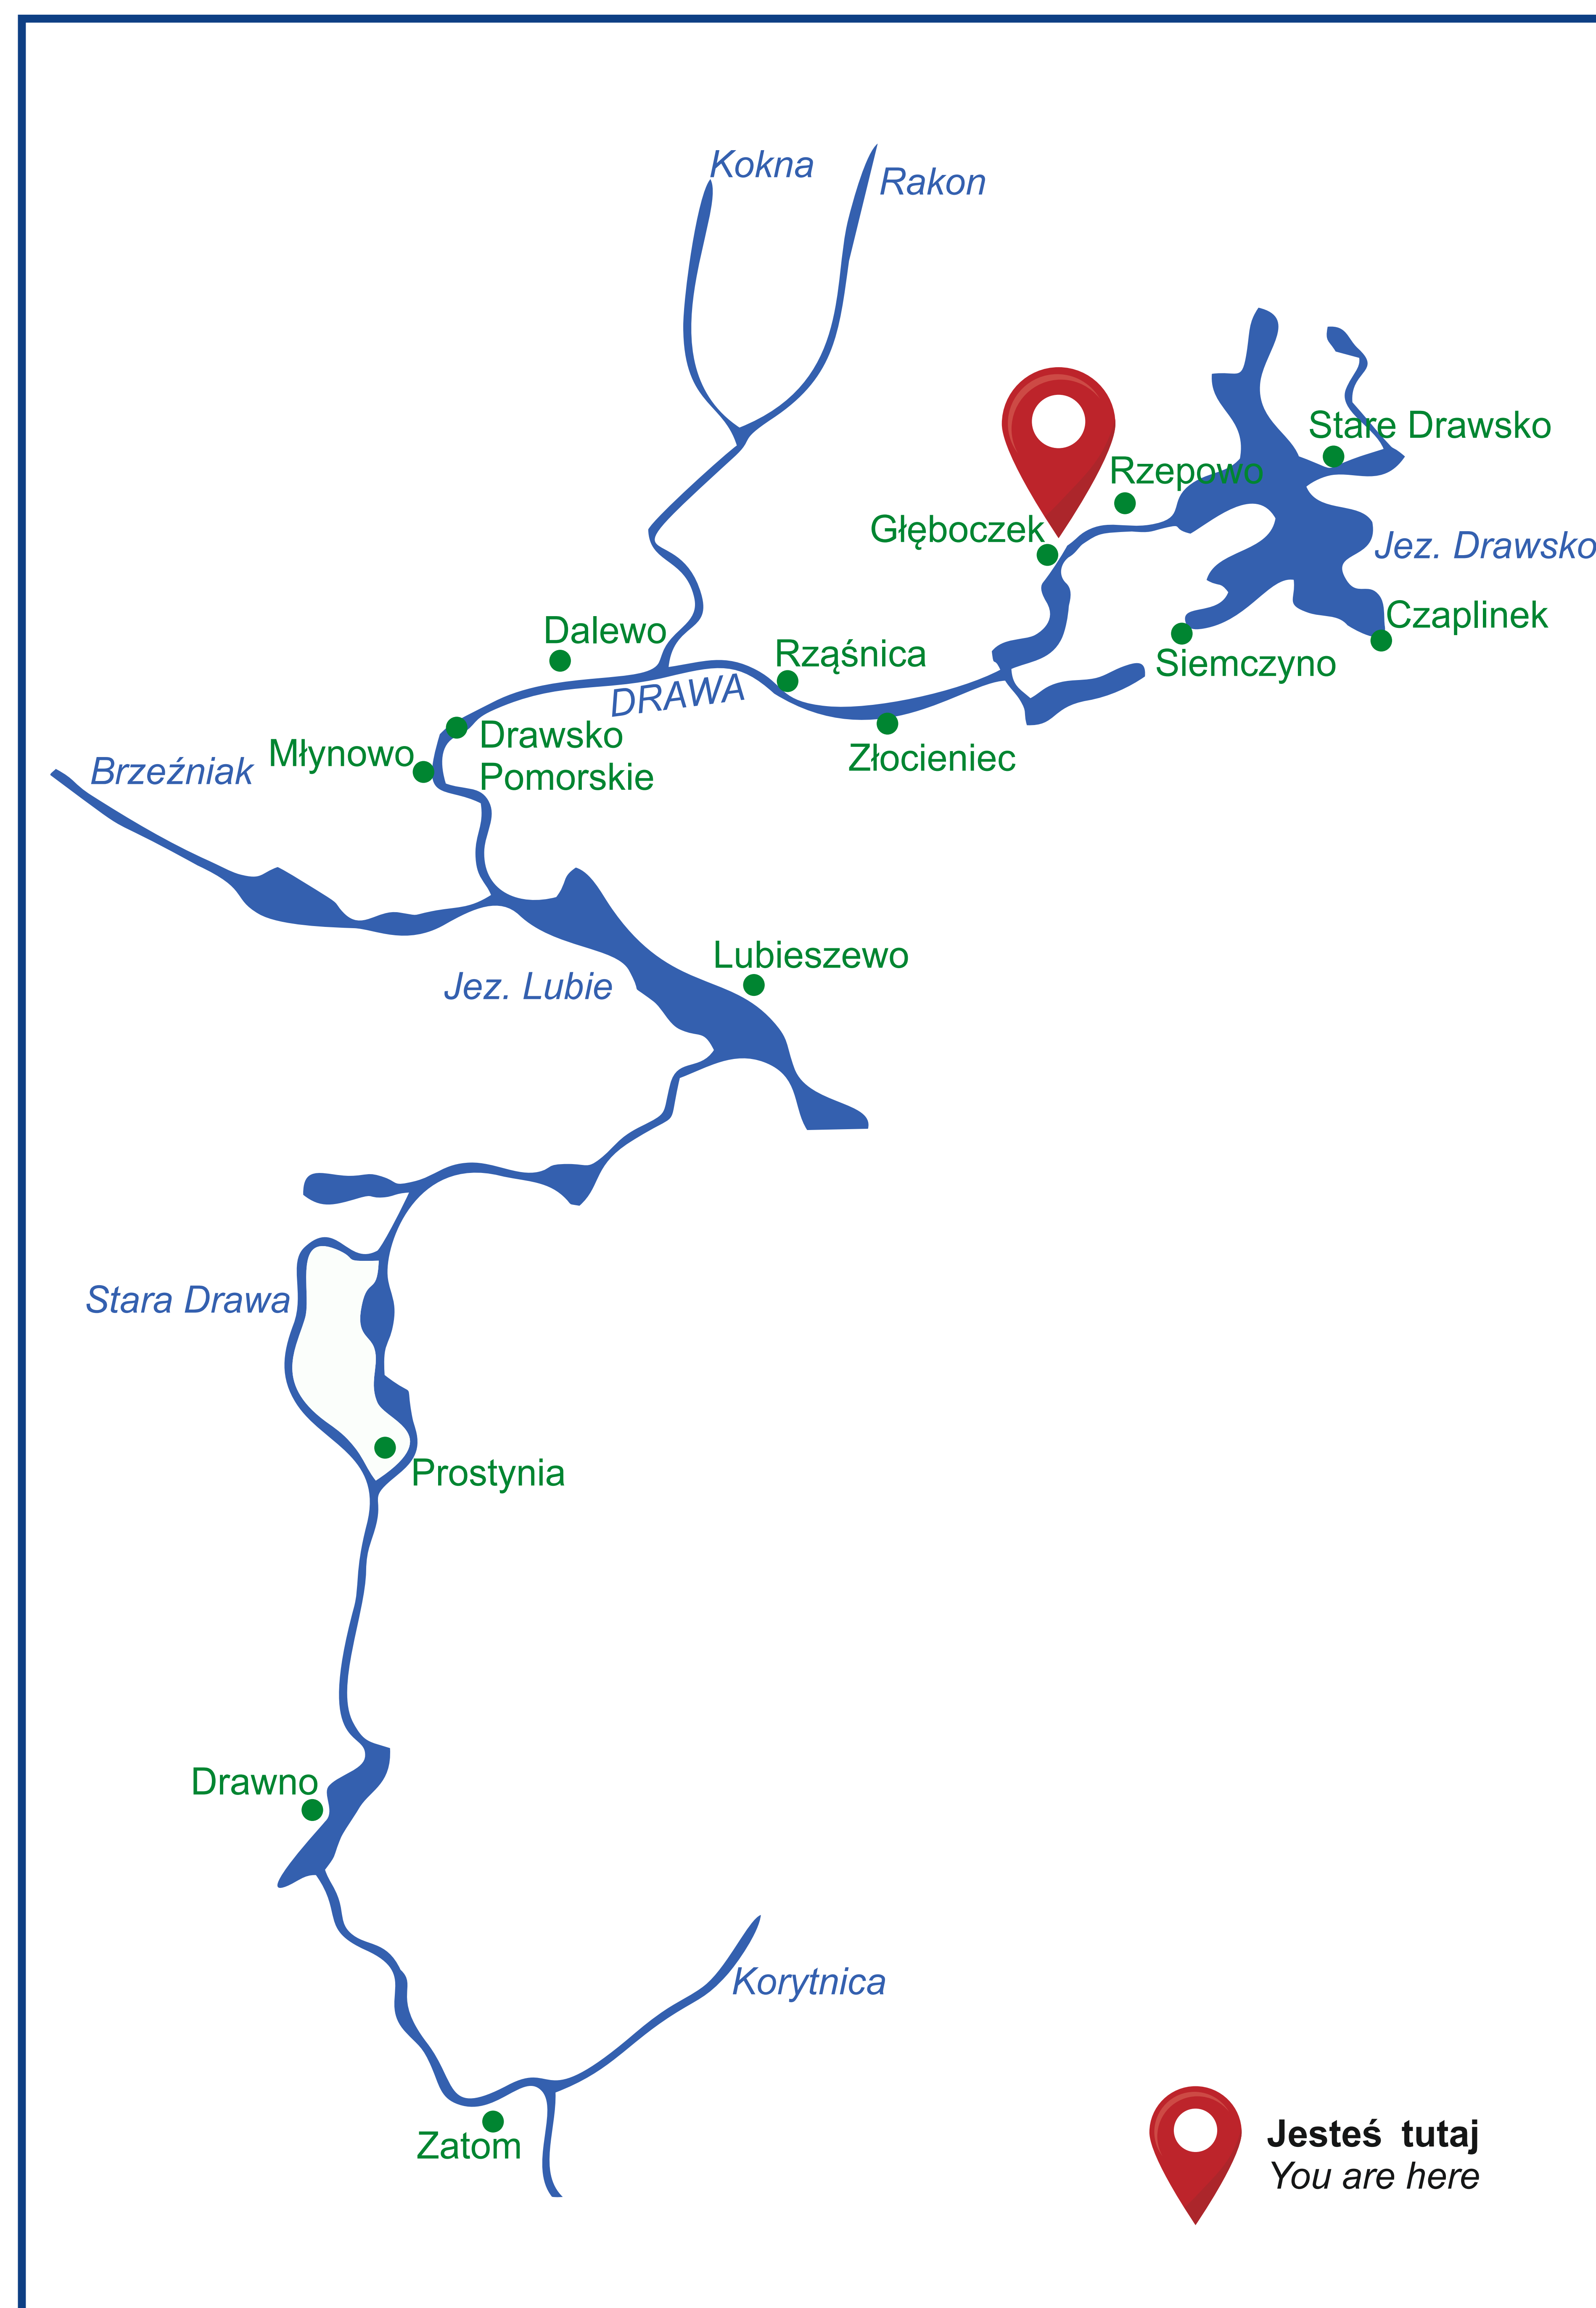 Kokna
Rakon
Stare Drawsko
Rzepowo
Głęboczek
Jez. Drawsko
Czaplinek
Dalewo
Rząśnica
Siemczyno
DRAWA
Drawsko
Pomorskie
Młynowo
Złocieniec
Brzeźniak
Lubieszewo
Jez. Lubie
Stara Drawa
Prostynia
Drawno
Korytnica
Zatom
Jesteś tutaj
You are here